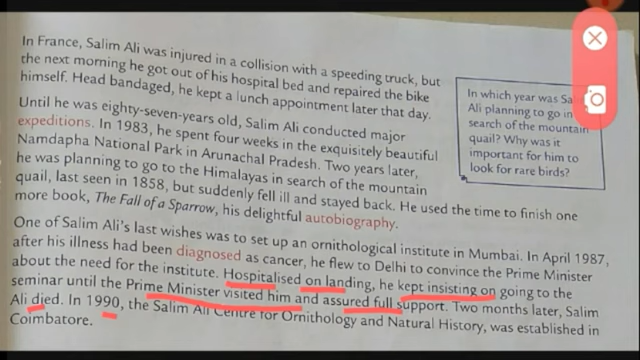 In France, Salim Ali was injured in a collision with a speeding truck, but
the next morning he got out of his hospital bed and repaired the bike
himself. Head bandaged, he kept a lunch appointment later that day.
Until he was eighty-seven-years old, Salim Ali conducted major
expeditions. In 1983, he spent four weeks in the exquisitely beautiful
Namdapha National Park in Arunachal Pradesh. Two years later,
he was planning to go to the Himalayas in search of the mountain
quail, last seen in 1858, but suddenly fell ill and stayed back. He used the time to finish one
more book, The Fall of a Sparrow, his delightful autobiography.
One of Salim Ali's last wishes was to set up an ornithological institute in Mumbai. In April 1987,
after his illness had been diagnosed as cancer, he flew to Delhi to convince the Prime Minister
about the need for the institute. Hospitalised on landing, he kept insisting on going to the
seminar until the Prime Minister visited him and assured full support. Two months later, Salim
Ali died. In 1990, the Salim Ali Centre for Ornithology and Natural History, was established in
Coimbatore.
In which year was
Ali planning to go in
search of the mountain
quail? Why was it
important for him to
look for rare birds?